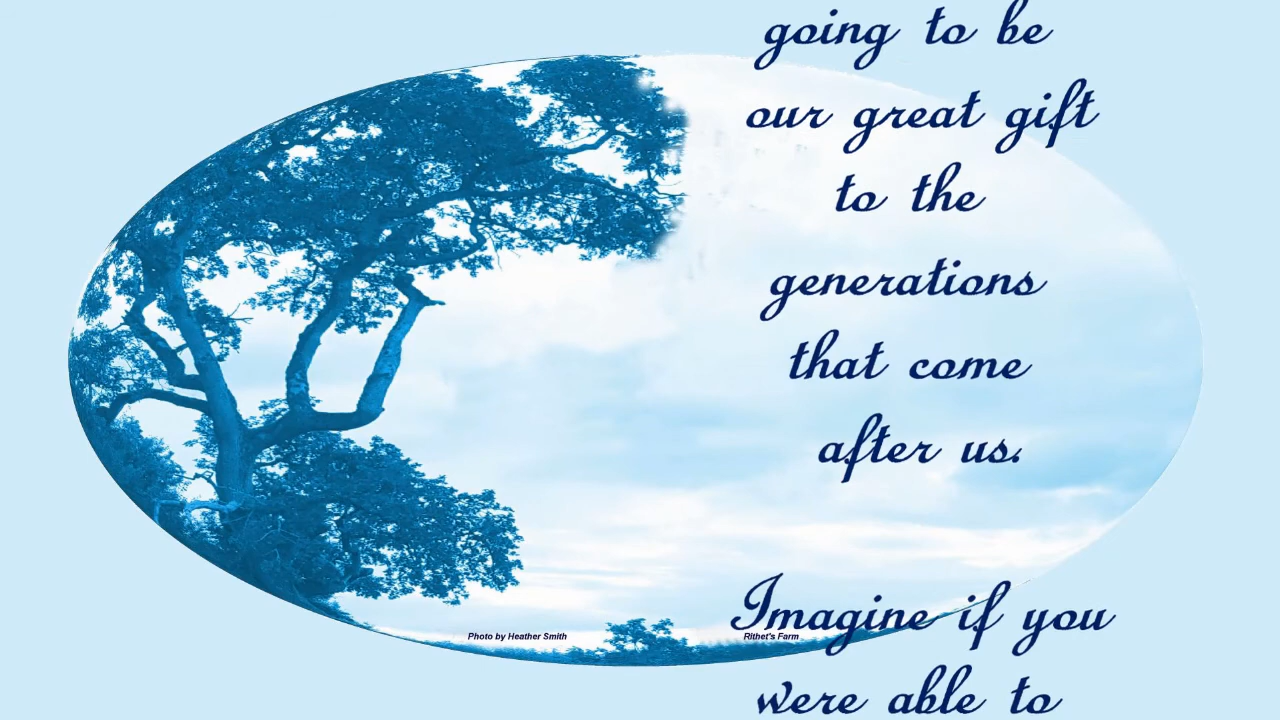 going to be
our great gift
to the
generations
that come
after us.
Imagine if you
Photo by Heather Smith
Rithet's Farm
were able to